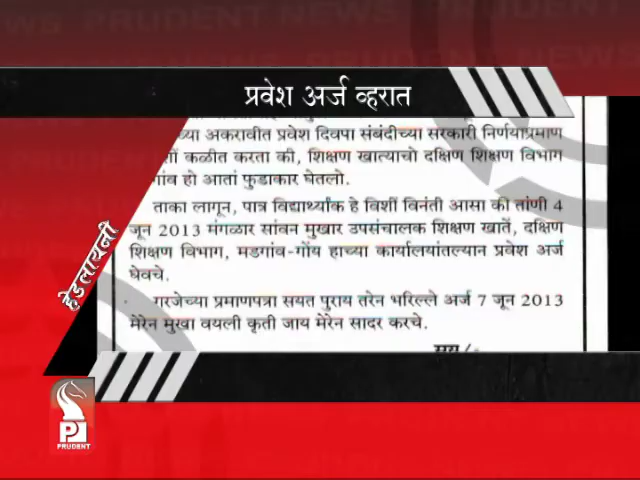 PRUDENT NEWS
प्रवेश अर्ज व्हरात
अकरावीत प्रवेश दिवपा संबंदीच्या सरकारी निर्णयाप्रमाण
कळीत करता की, शिक्षण खात्याचो दक्षिण शिक्षण विभाग
हो आतां फुडाकार घेतलो.
ताका लागून, पात्र विद्यार्थ्यांक हे विशीं विनंती आसा की तांणी 4
जून 2013 मंगळार सांवन मुखार उपसंचालक शिक्षण खातें, दक्षिण
शिक्षण विभाग, मडगांव-गोंय हाच्या कार्यालयांतल्यान प्रवेश अर्ज
घेवचे.
गरजेच्या प्रमाणपत्रा सयत पुराय तरेन भरिल्ले अर्ज 7 जून 2013
मेरेन मुखा वयली कृती जाय मेरेन सादर करचे.
हेडलायनी
PRUDENT